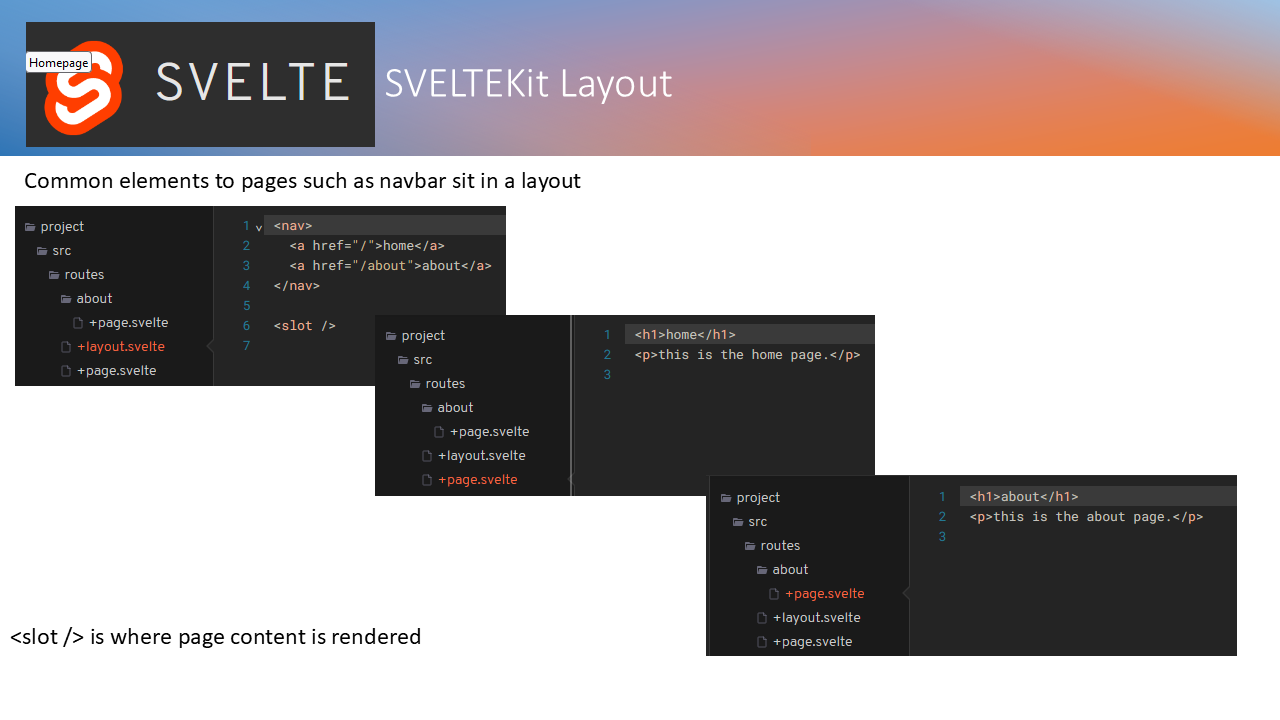 Homepage
SVELTE
SVELTEKit Layout
Common elements to pages such as navbar sit in a layout
project
src
routes
about
+page.svelte
+layout.svelte
+page.svelte
1 <nav>
2 <a href="/">home</a>
3 <a href="/about">about</a>
4 </nav>
5
6 <slot />
7
project
src
routes
about
+page.svelte
+layout.svelte
+page.svelte
1 <h1>home</h1>
2 <p>this is the home page.</p>
3
project
src
routes
about
+page.svelte
+layout.svelte
+page.svelte
1 <h1>about</h1>
2 <p>this is the about page.</p>
3
<slot /> is where page content is rendered